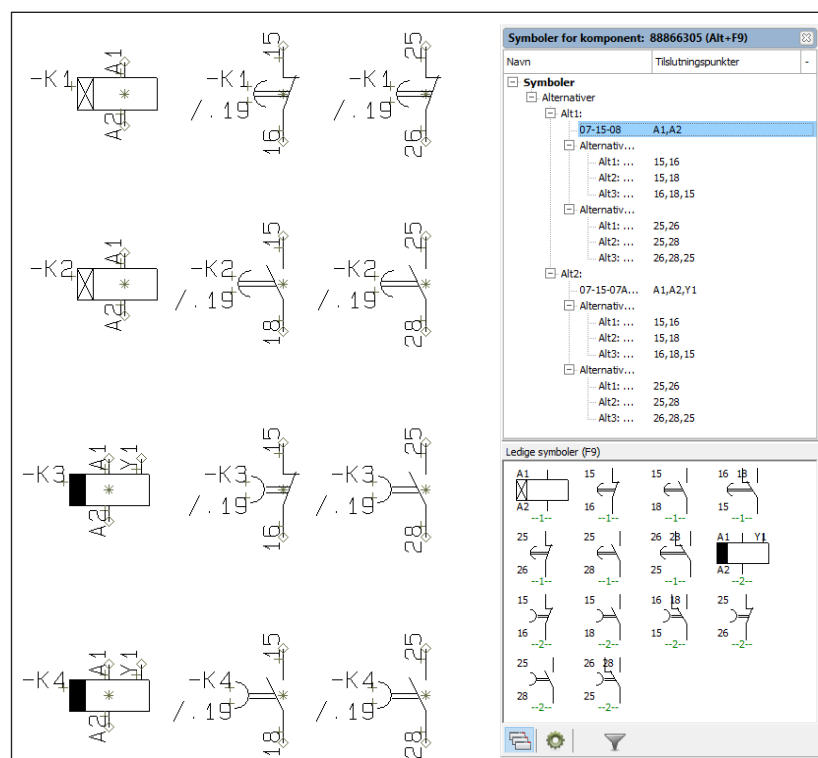 A1
-K1
A2
15
-K1
/.19
16
25
-K1
/.19
26
A1
-K2
A2
15
-K2
/.19
18
25
-K2
/.19
28
A1 Y1
-K3
A2
15
-K3
/.19
16
25
-K3
/.19
28
A1 Y1
-K4
A2
15
-K4
/.19
18
25
-K4
/.19
28
Symboler for komponent: 88866305 (Alt+F9)
Navn Tilslutningspunkter -
Symboler
Alternativer
Alt1:
07-15-08 A1,A2
Alternativ...
Alt1: ... 15,16
Alt2: ... 15,18
Alt3: ... 16,18,15
Alternativ...
Alt1: ... 25,26
Alt2: ... 25,28
Alt3: ... 26,28,25
Alt2:
07-15-07A... A1,A2,Y1
Alternativ...
Alt1: ... 15,16
Alt2: ... 15,18
Alt3: ... 16,18,15
Alternativ...
Alt1: ... 25,26
Alt2: ... 25,28
Alt3: ... 26,28,25
Ledige symboler (F9)
A1 15 15 16 18
A2 16 18 15
--1-- --1-- --1-- --1--
25 25 26 28 A1 Y1
26 28 25 A2
--1-- --1-- --1-- --2--
15 15 16 18 25
16 18 15 26
--2-- --2-- --2-- --2--
25 26 28
28 25
--2-- --2--